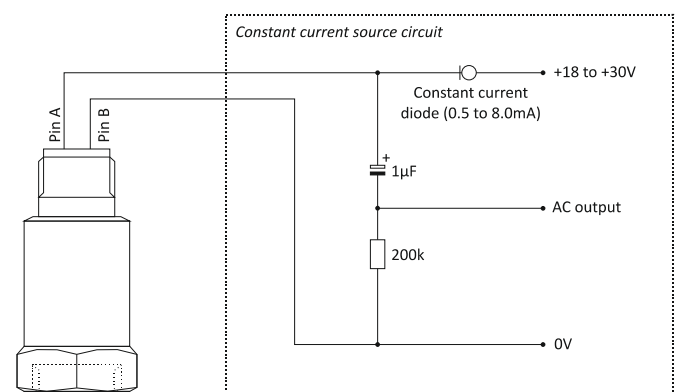 Constant current source circuit
+18 to +30V
Constant current
diode (0.5 to 8.0mA)
Pin A
Pin B
+
1µF
AC output
200k
0V